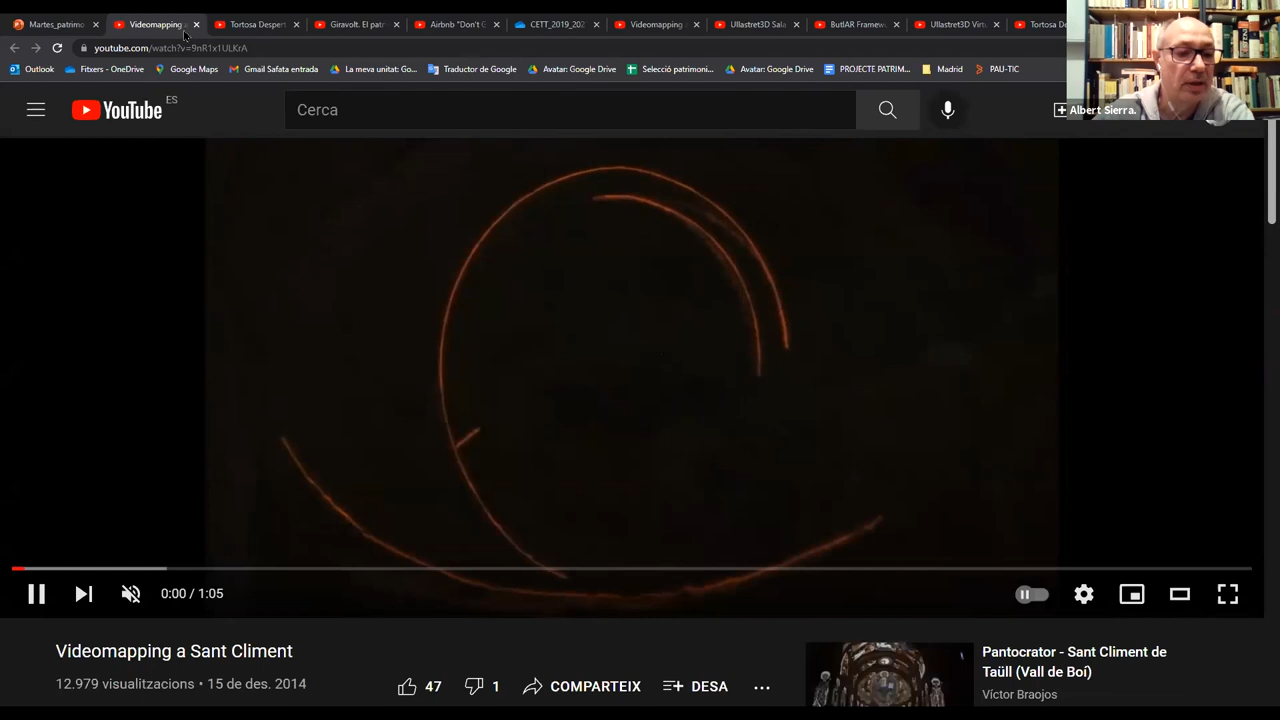 Martes_patrimo
Videomapping a
Tortosa Despert
Giravolt. El patr
Airbnb "Don't G
CETT_2019_202
Videomapping
Ullastret3D Sala
ButlAR Framew
Ullastret3D Virtu
Tortosa De
youtube.com/watch?v=9nR1x1ULKrA
Outlook
Fitxers - OneDrive
Google Maps
Gmail Safata entrada
La meva unitat: Go...
Traductor de Google
Avatar: Google Drive
Selecció patrimoni...
Avatar: Google Drive
PROJECTE PATRIM...
Madrid
PAU-TIC
YouTube ES
Cerca
Albert Sierra.
0:00 / 1:05
Videomapping a Sant Climent
12.979 visualitzacions • 15 de des. 2014
47
1
COMPARTEIX
DESA
Pantocrator - Sant Climent de
Taüll (Vall de Boí)
Víctor Braojos